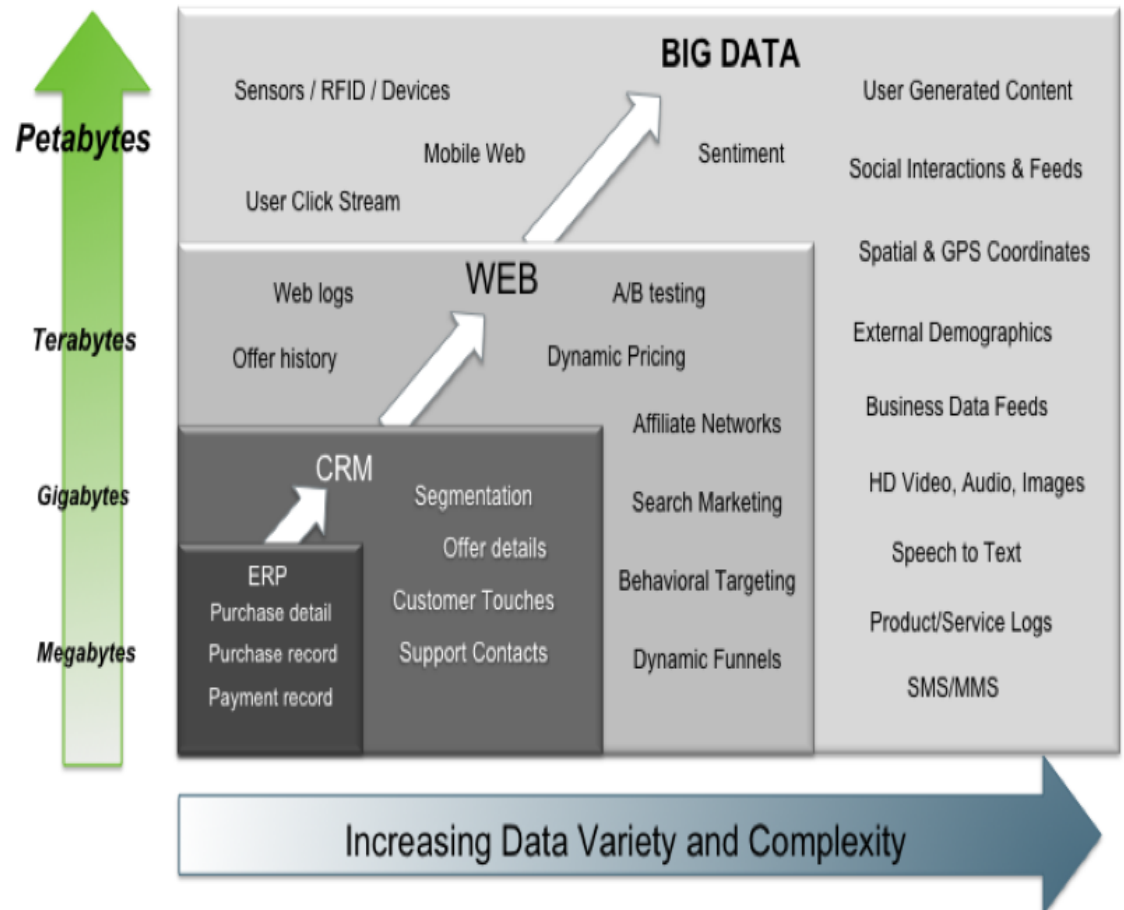 BIG DATA
Sensors / RFID / Devices
User Generated Content
Petabytes
Mobile Web
Sentiment
Social Interactions & Feeds
User Click Stream
Spatial & GPS Coordinates
WEB
Web logs
A/B testing
Terabytes
External Demographics
Offer history
Dynamic Pricing
Business Data Feeds
Affiliate Networks
CRM
HD Video, Audio, Images
Gigabytes
Segmentation
Search Marketing
Offer details
Speech to Text
ERP
Behavioral Targeting
Customer Touches
Purchase detail
Product/Service Logs
Megabytes
Purchase record
Support Contacts
Dynamic Funnels
SMS/MMS
Payment record
Increasing Data Variety and Complexity